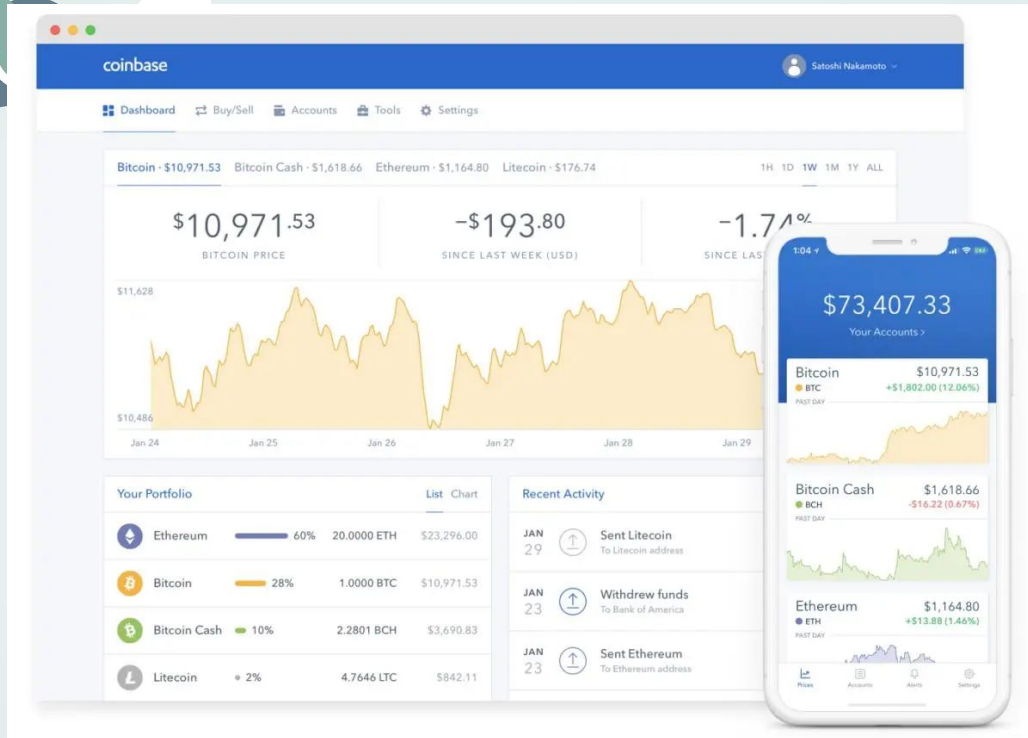 coinbase
Satoshi Nakamoto
Dashboard Buy/Sell Accounts Tools Settings
Bitcoin · $10,971.53 Bitcoin Cash · $1,618.66 Ethereum · $1,164.80 Litecoin · $176.74 1H 1D 1W 1M 1Y ALL
$10,971.53 −$193.80 −1.74%
BITCOIN PRICE SINCE LAST WEEK (USD) SINCE LAS
$11,628
$10,486
Jan 24 Jan 25 Jan 26 Jan 27 Jan 28 Jan 29
Your Portfolio List Chart
Ethereum 60% 20.0000 ETH $23,296.00
Bitcoin 28% 1.0000 BTC $10,971.53
Bitcoin Cash 10% 2.2801 BCH $3,690.83
Litecoin 2% 4.7646 LTC $842.11
Recent Activity
JAN 29 Sent Litecoin
To Litecoin address
JAN 23 Withdrew funds
To Bank of America
JAN 23 Sent Ethereum
To Ethereum address
1:04
$73,407.33
Your Accounts >
Bitcoin $10,971.53
BTC +$1,802.00 (12.06%)
PAST DAY
Bitcoin Cash $1,618.66
BCH -$16.22 (0.67%)
PAST DAY
Ethereum $1,164.80
ETH +$13.88 (1.46%)
PAST DAY
Prices Accounts Alerts Settings